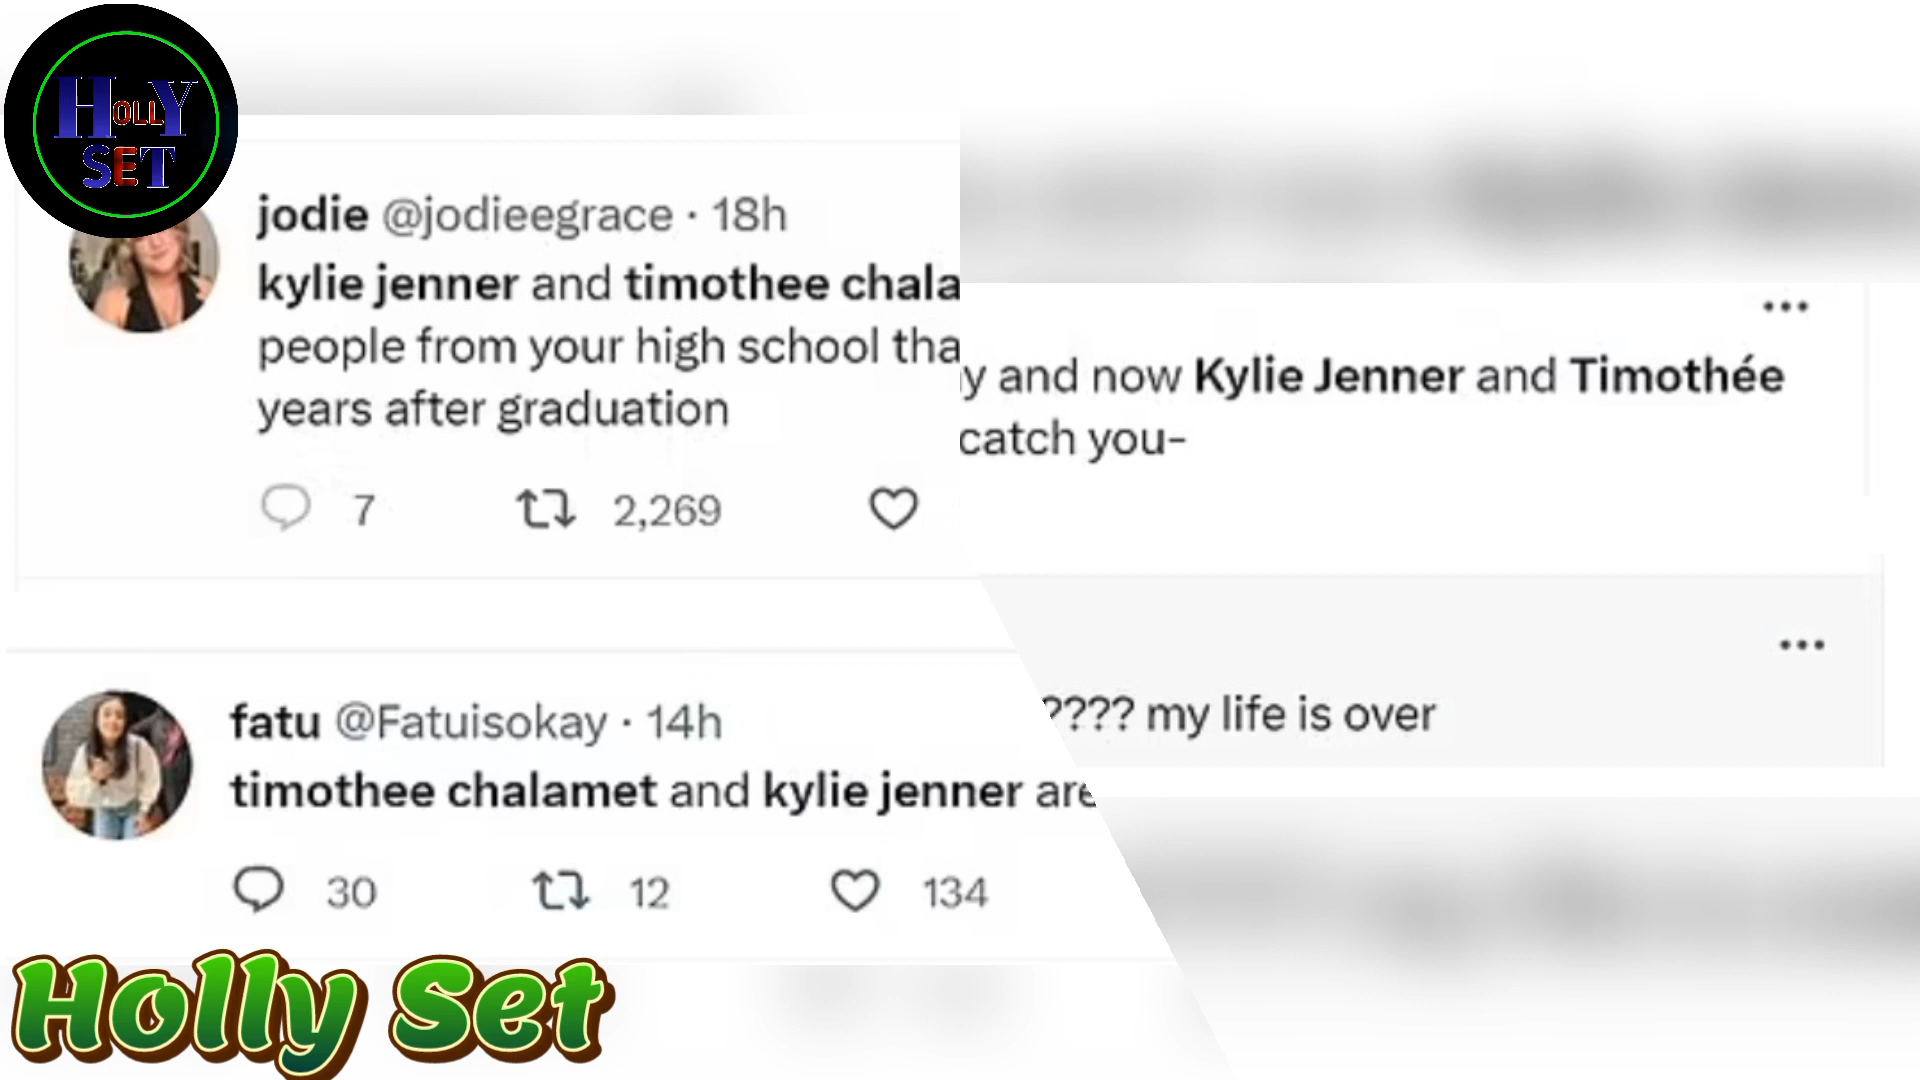 HOLLY
SET
jodie @jodieegrace · 18h
kylie jenner and timothee chala
people from your high school tha
years after graduation
7 2,269
y and now Kylie Jenner and Timothée
catch you-
???? my life is over
fatu @Fatuisokay · 14h
timothee chalamet and kylie jenner are
30 12 134
Holly Set